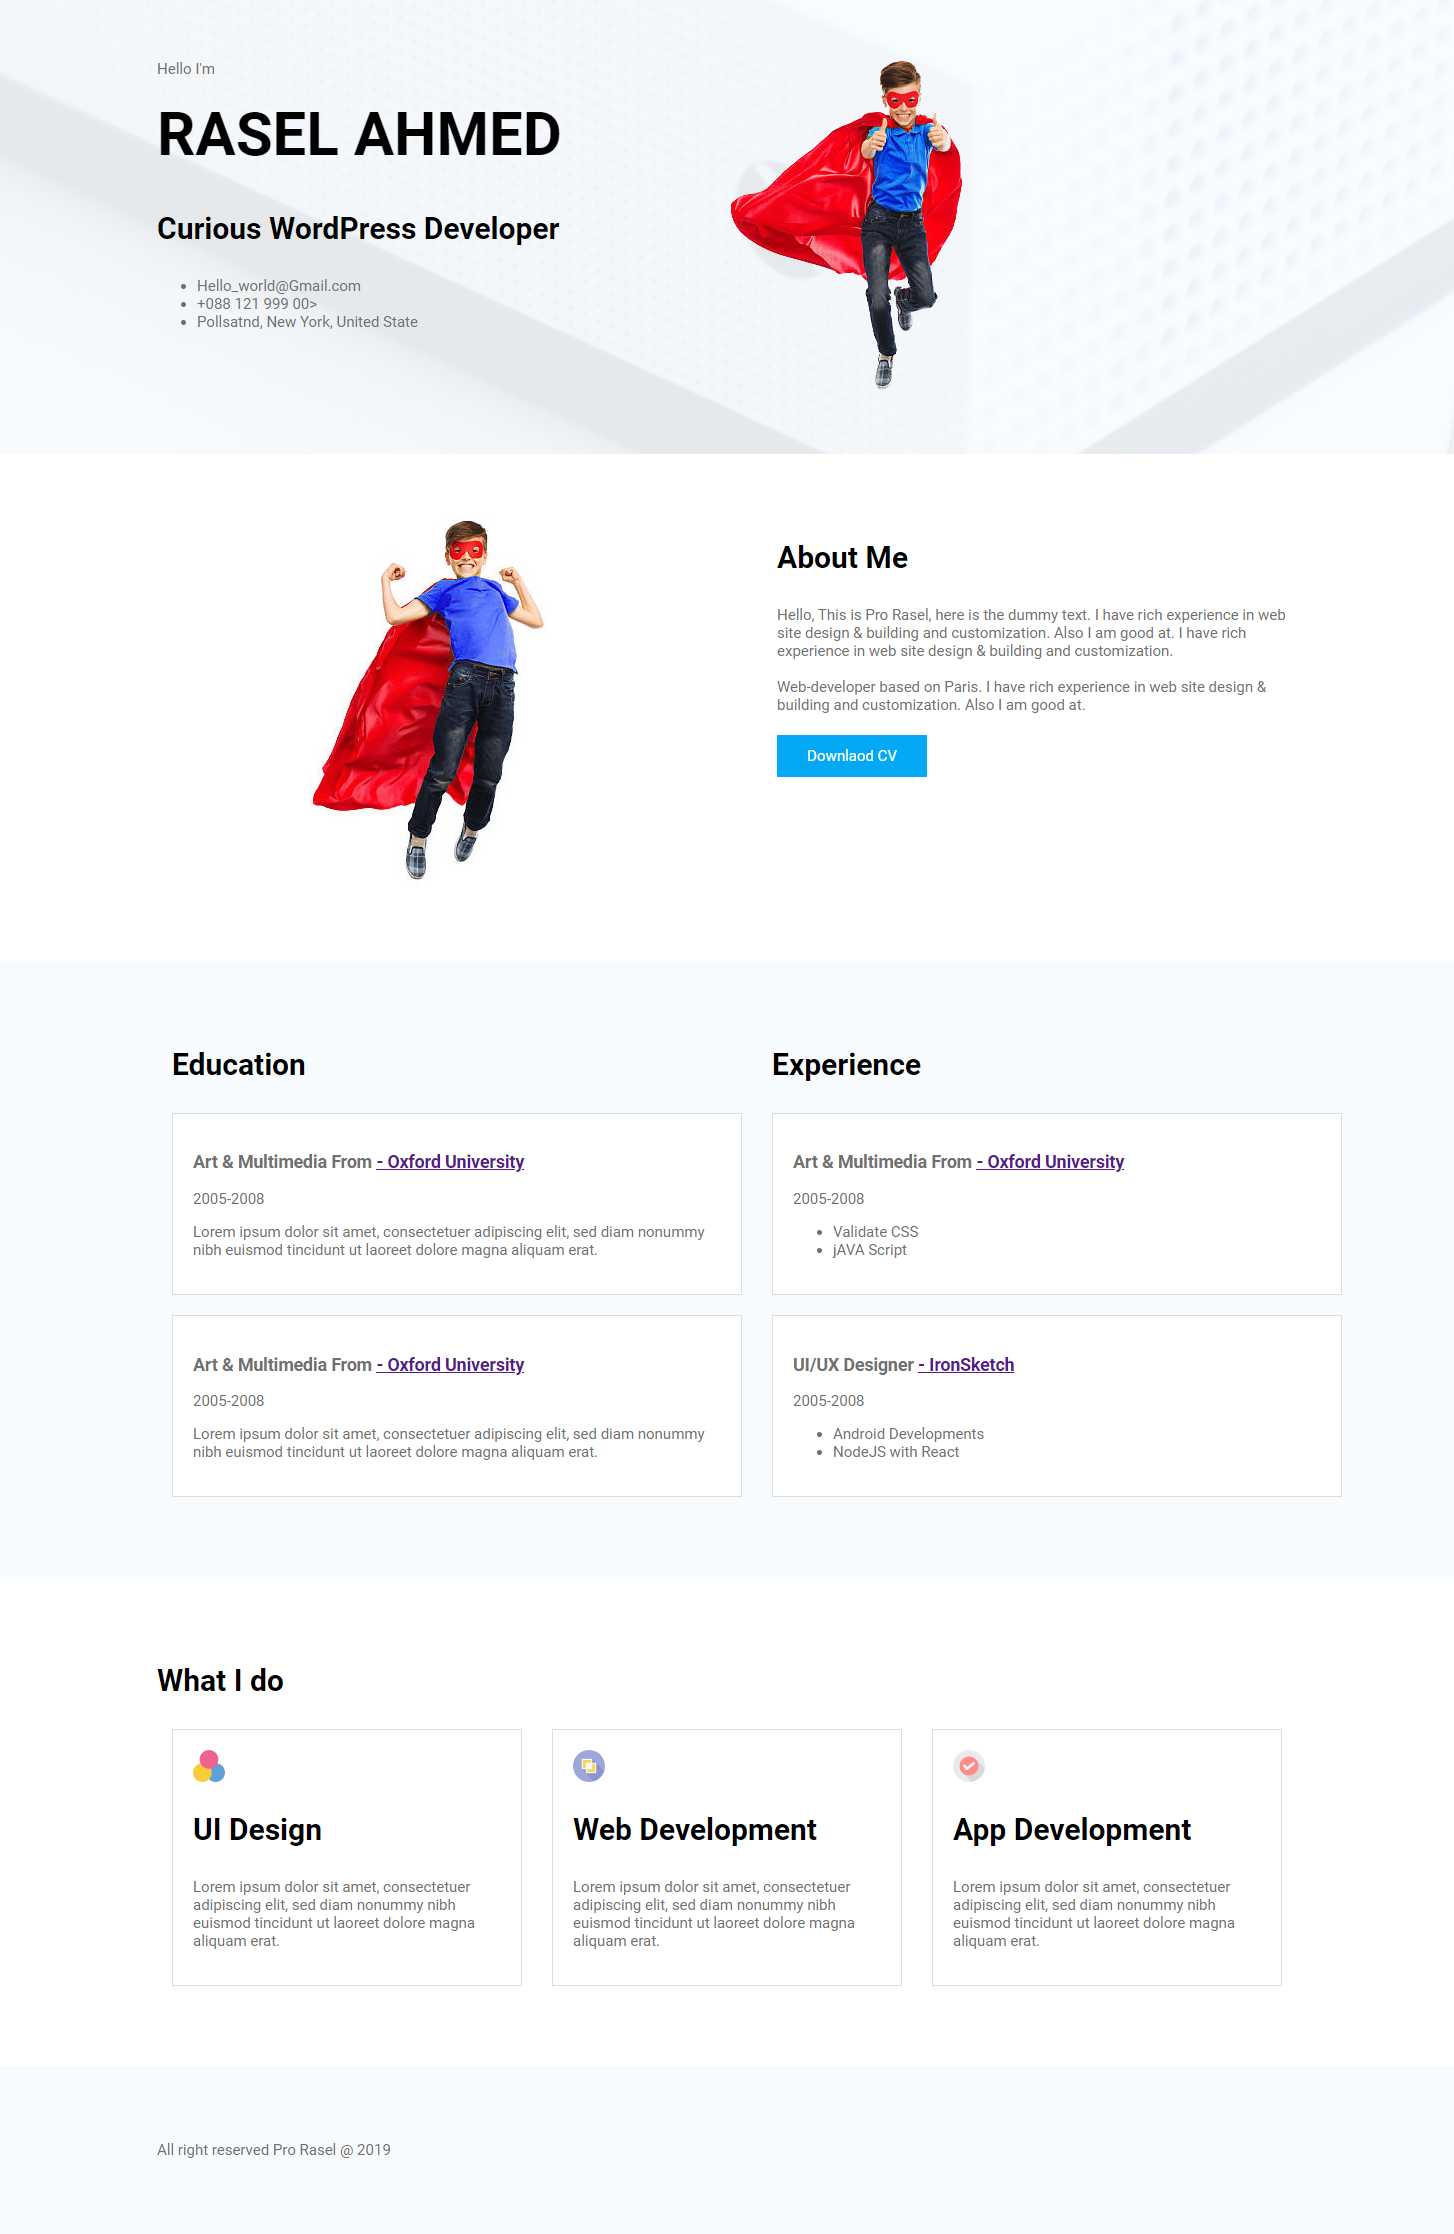 Hello I'm
RASEL AHMED
Curious WordPress Developer
Hello_world@Gmail.com
+088 121 999 00>
Pollsatnd, New York, United State
About Me
Hello, This is Pro Rasel, here is the dummy text. I have rich experience in web
site design & building and customization. Also I am good at. I have rich
experience in web site design & building and customization.
Web-developer based on Paris. I have rich experience in web site design &
building and customization. Also I am good at.
Downlaod CV
Education
Art & Multimedia From - Oxford University
2005-2008
Lorem ipsum dolor sit amet, consectetuer adipiscing elit, sed diam nonummy
nibh euismod tincidunt ut laoreet dolore magna aliquam erat.
Art & Multimedia From - Oxford University
2005-2008
Lorem ipsum dolor sit amet, consectetuer adipiscing elit, sed diam nonummy
nibh euismod tincidunt ut laoreet dolore magna aliquam erat.
Experience
Art & Multimedia From - Oxford University
2005-2008
Validate CSS
jAVA Script
UI/UX Designer - IronSketch
2005-2008
Android Developments
NodeJS with React
What I do
UI Design
Lorem ipsum dolor sit amet, consectetuer
adipiscing elit, sed diam nonummy nibh
euismod tincidunt ut laoreet dolore magna
aliquam erat.
Web Development
Lorem ipsum dolor sit amet, consectetuer
adipiscing elit, sed diam nonummy nibh
euismod tincidunt ut laoreet dolore magna
aliquam erat.
App Development
Lorem ipsum dolor sit amet, consectetuer
adipiscing elit, sed diam nonummy nibh
euismod tincidunt ut laoreet dolore magna
aliquam erat.
All right reserved Pro Rasel @ 2019